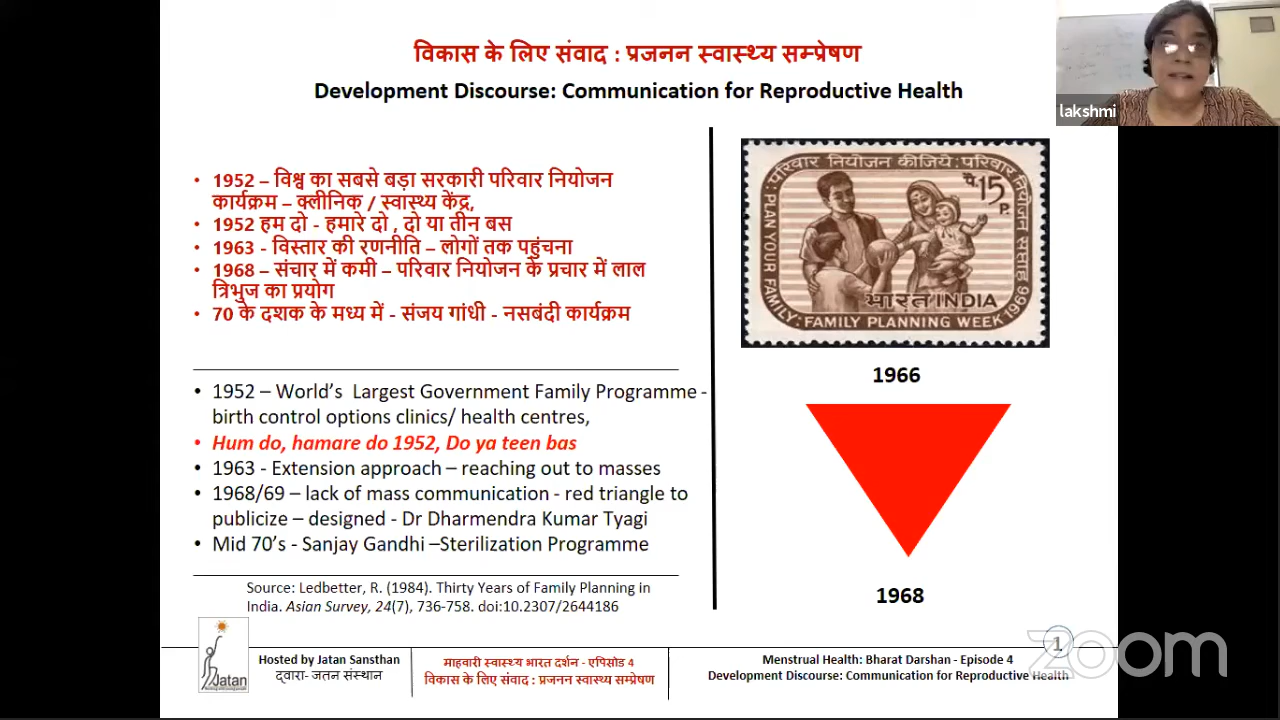 विकास के लिए संवाद : प्रजनन स्वास्थ्य सम्प्रेषण
Development Discourse: Communication for Reproductive Health
lakshmi
• 1952 – विश्व का सबसे बड़ा सरकारी परिवार नियोजन
कार्यक्रम – क्लीनिक / स्वास्थ्य केंद्र,
• 1952 हम दो - हमारे दो , दो या तीन बस
• 1963 - विस्तार की रणनीति – लोगों तक पहुंचना
• 1968 – संचार में कमी – परिवार नियोजन के प्रचार में लाल
त्रिभुज का प्रयोग
• 70 के दशक के मध्य में - संजय गांधी - नसबंदी कार्यक्रम
• 1952 – World’s Largest Government Family Programme -
birth control options clinics/ health centres,
• Hum do, hamare do 1952, Do ya teen bas
• 1963 - Extension approach – reaching out to masses
• 1968/69 – lack of mass communication - red triangle to
publicize – designed - Dr Dharmendra Kumar Tyagi
• Mid 70’s - Sanjay Gandhi –Sterilization Programme
Source: Ledbetter, R. (1984). Thirty Years of Family Planning in
India. Asian Survey, 24(7), 736-758. doi:10.2307/2644186
परिवार नियोजन कीजिये : परिवार नियोजन सप्ताह 1966
पै. 15 P.
भारत INDIA
PLAN YOUR FAMILY: FAMILY PLANNING WEEK
1966
1968
Jatan
Hosted by Jatan Sansthan
द्वारा- जतन संस्थान
माहवारी स्वास्थ्य भारत दर्शन - एपिसोड 4
विकास के लिए संवाद : प्रजनन स्वास्थ्य सम्प्रेषण
1
Menstrual Health: Bharat Darshan - Episode 4
Development Discourse: Communication for Reproductive Health
zoom